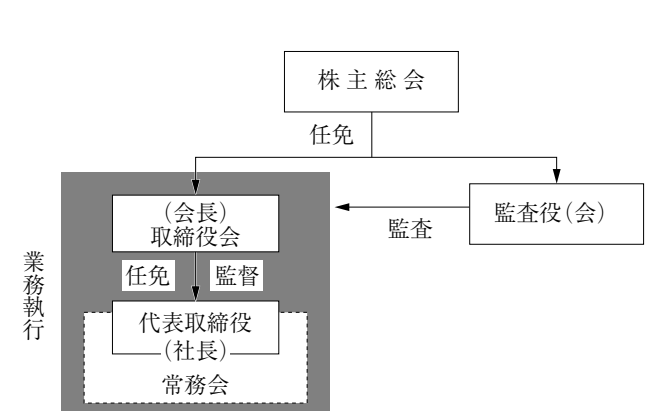 株主総会
任免
(会長)
取締役会
監査役(会)
監査
任免
監督
業務執行
代表取締役
(社長)
常務会